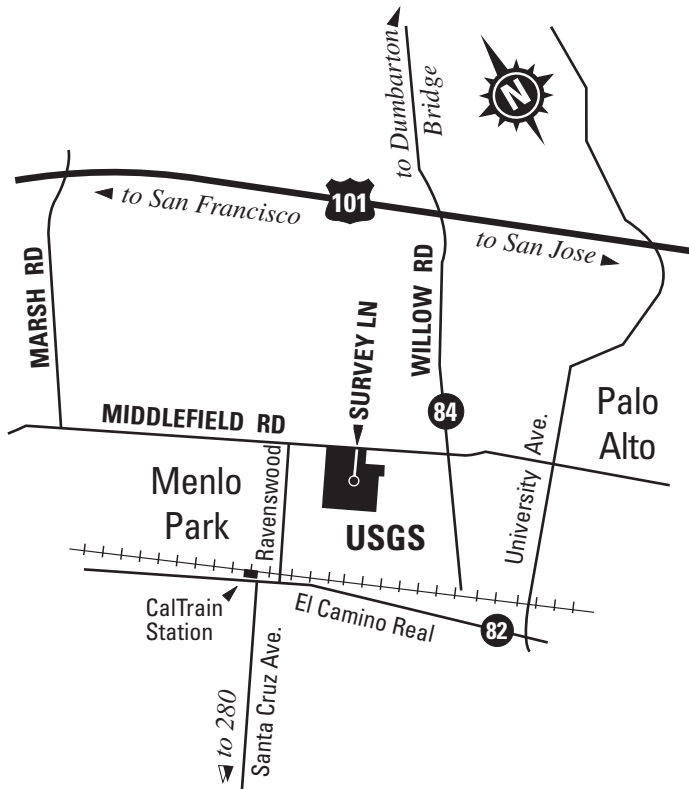 to Dumbarton
Bridge
N
101
to San Francisco
to San Jose
MARSH RD
WILLOW RD
SURVEY LN
84
MIDDLEFIELD RD
Palo
Alto
University Ave.
Menlo
Park
Ravenswood
USGS
CalTrain
Station
El Camino Real
82
Santa Cruz Ave.
to 280